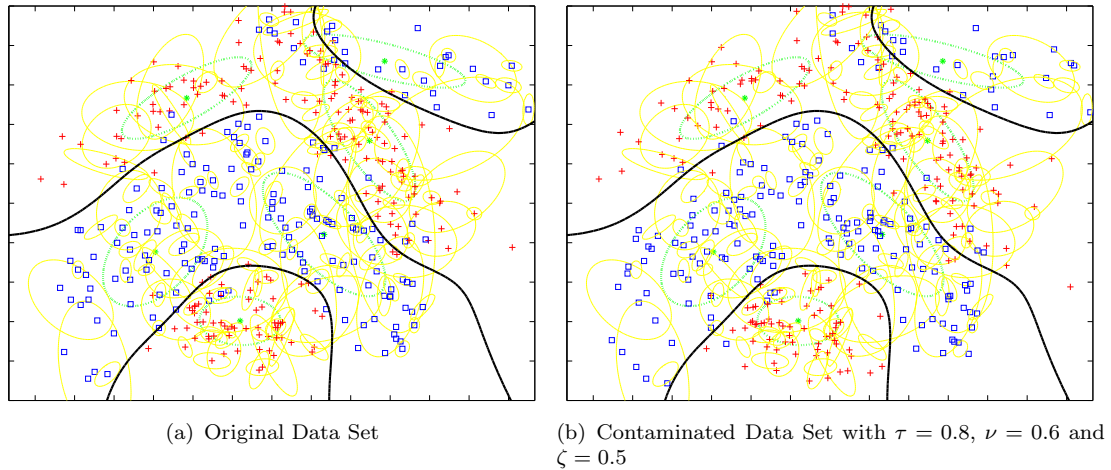 (a) Original Data Set
(b) Contaminated Data Set with τ = 0.8, ν = 0.6 and
ζ = 0.5